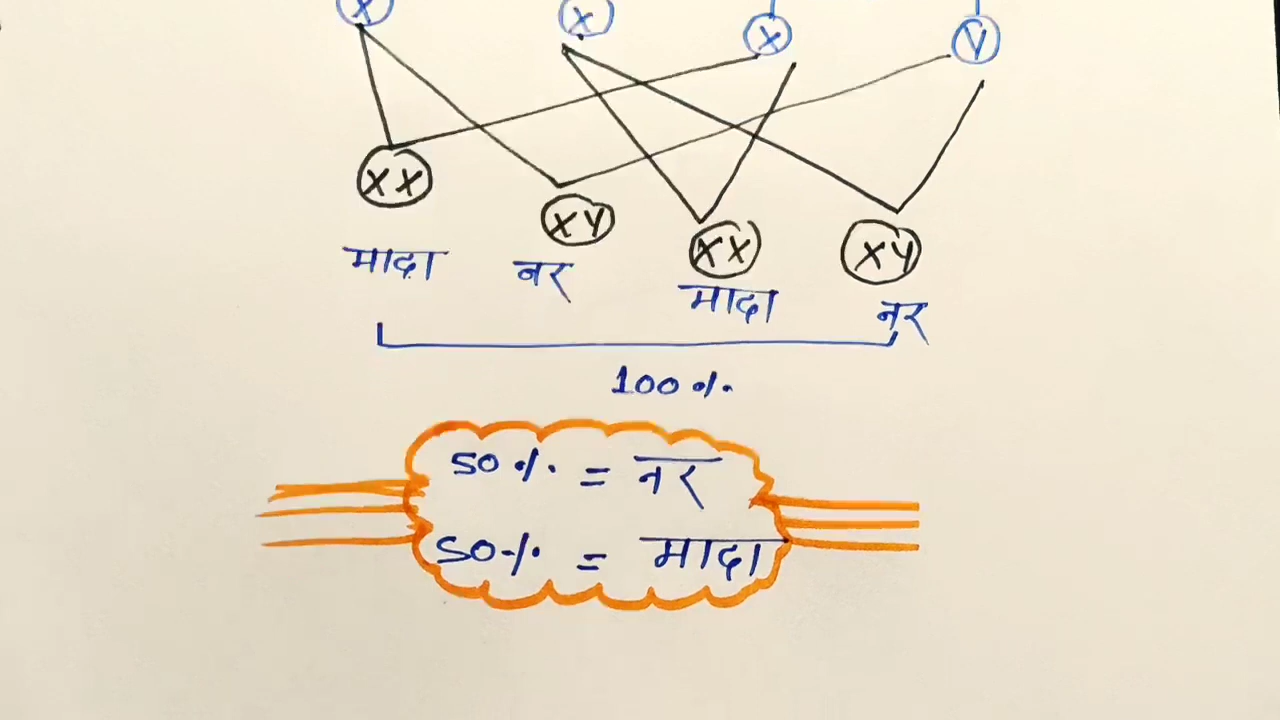 X X X Y
XX XY XX XY
मादा नर मादा नर
100%
50% = नर
50% = मादा